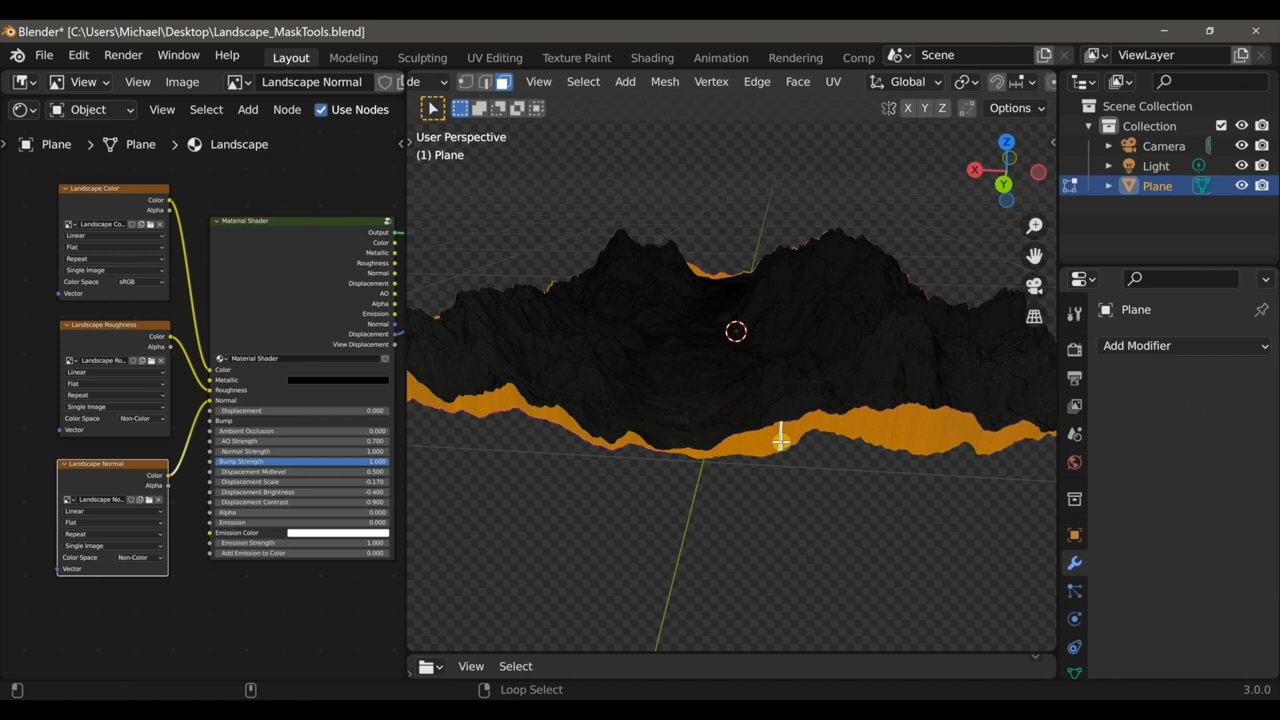 Blender* [C:\Users\Michael\Desktop\Landscape_MaskTools.blend]
File Edit Render Window Help Layout Modeling Sculpting UV Editing Texture Paint Shading Animation Rendering Comp Scene ViewLayer
View View Image Landscape Normal de View Select Add Mesh Vertex Edge Face UV Global
Object View Select Add Node Use Nodes X Y Z Options
Plane Plane Landscape
User Perspective
(1) Plane
Z
X
Y
Scene Collection
Collection
Camera
Light
Plane
Plane
Add Modifier
Landscape Color
Color
Alpha
Landscape Co...
Linear
Flat
Repeat
Single Image
Color Space sRGB
Vector
Landscape Roughness
Color
Alpha
Landscape Ro...
Linear
Flat
Repeat
Single Image
Color Space Non-Color
Vector
Landscape Normal
Color
Alpha
Landscape No...
Linear
Flat
Repeat
Single Image
Color Space Non-Color
Vector
Material Shader
Output
Color
Metallic
Roughness
Normal
Displacement
AO
Alpha
Emission
Normal
Displacement
View Displacement
Material Shader
Color
Metallic
Roughness
Normal
Displacement 0.000
Bump
Ambient Occlusion 0.000
AO Strength 0.700
Normal Strength 1.000
Bump Strength 1.000
Dispacement Midlevel 0.500
Displacement Scale -0.170
Displacement Brightness -0.400
Displacement Contrast -0.900
Alpha 0.000
Emission 0.000
Emission Color
Emission Strength 1.000
Add Emission to Color 0.000
View Select
Loop Select 3.0.0